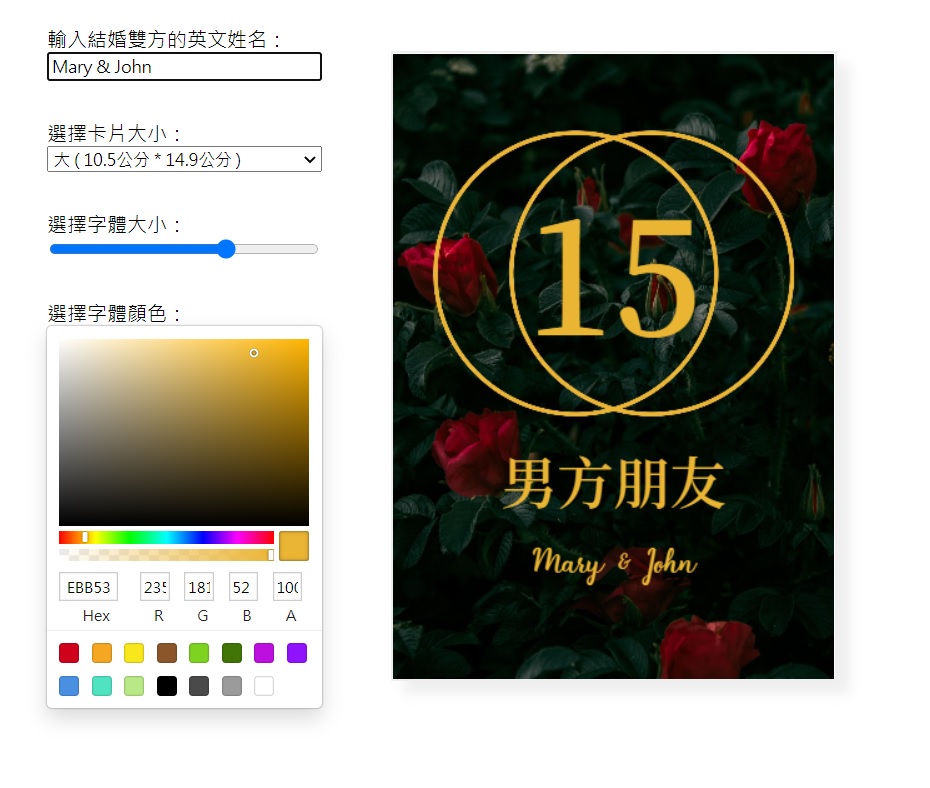 輸入結婚雙方的英文姓名：
Mary & John
選擇卡片大小：
大 ( 10.5公分 * 14.9公分 )
選擇字體大小：
選擇字體顏色：
EBB53
235
181
52
100
Hex
R
G
B
A
15
男方朋友
Mary & John